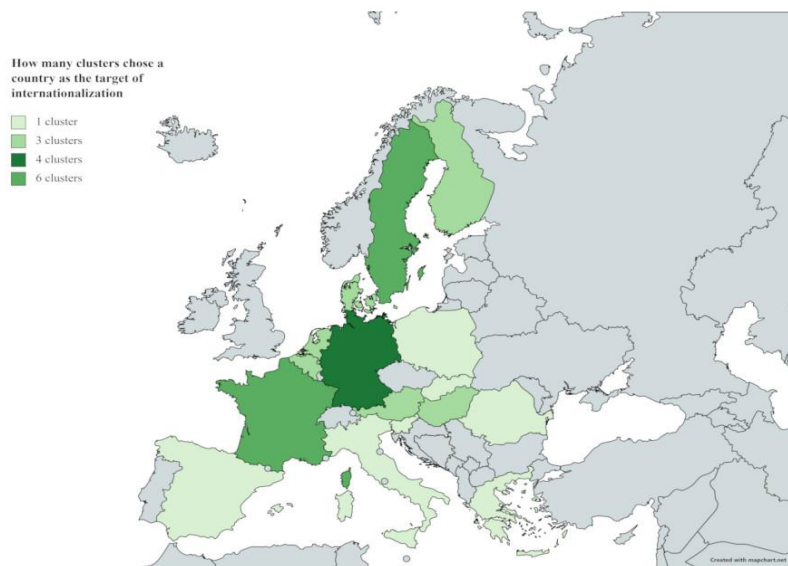 How many clusters chose a
country as the target of
internationalization
1 cluster
3 clusters
4 clusters
6 clusters
Created with mapchart.net